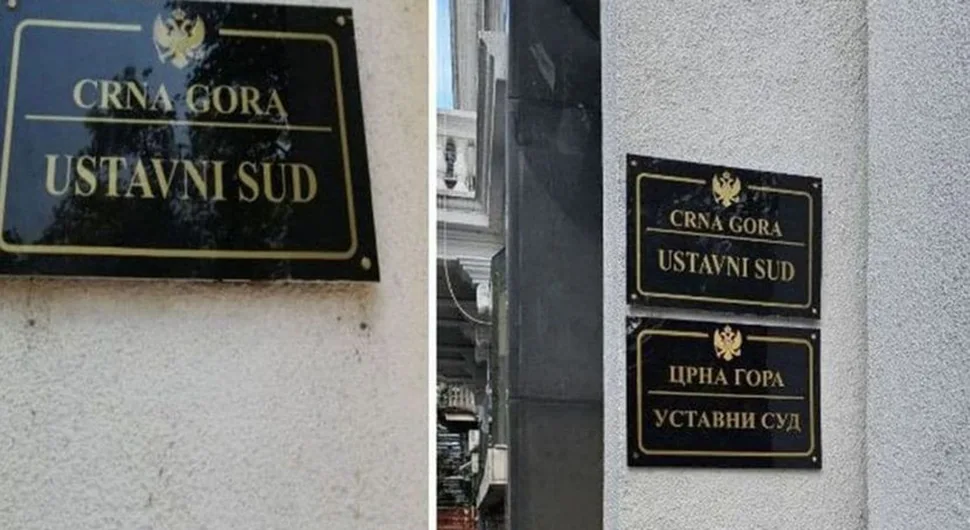 CRNA GORA
USTAVNI SUD
CRNA GORA
USTAVNI SUD
ЦРНА ГОРА
УСТАВНИ СУД